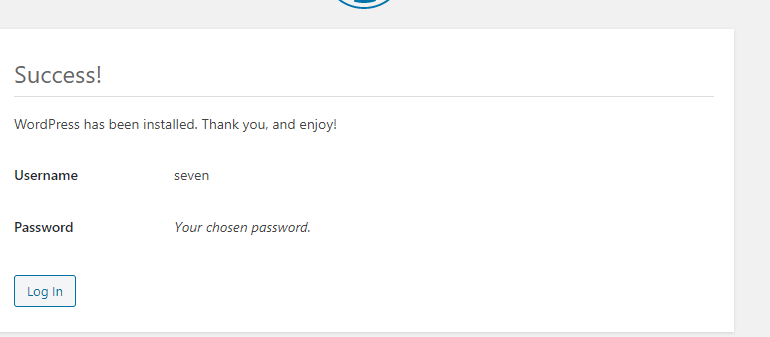 Success!
WordPress has been installed. Thank you, and enjoy!
Username seven
Password Your chosen password.
Log In